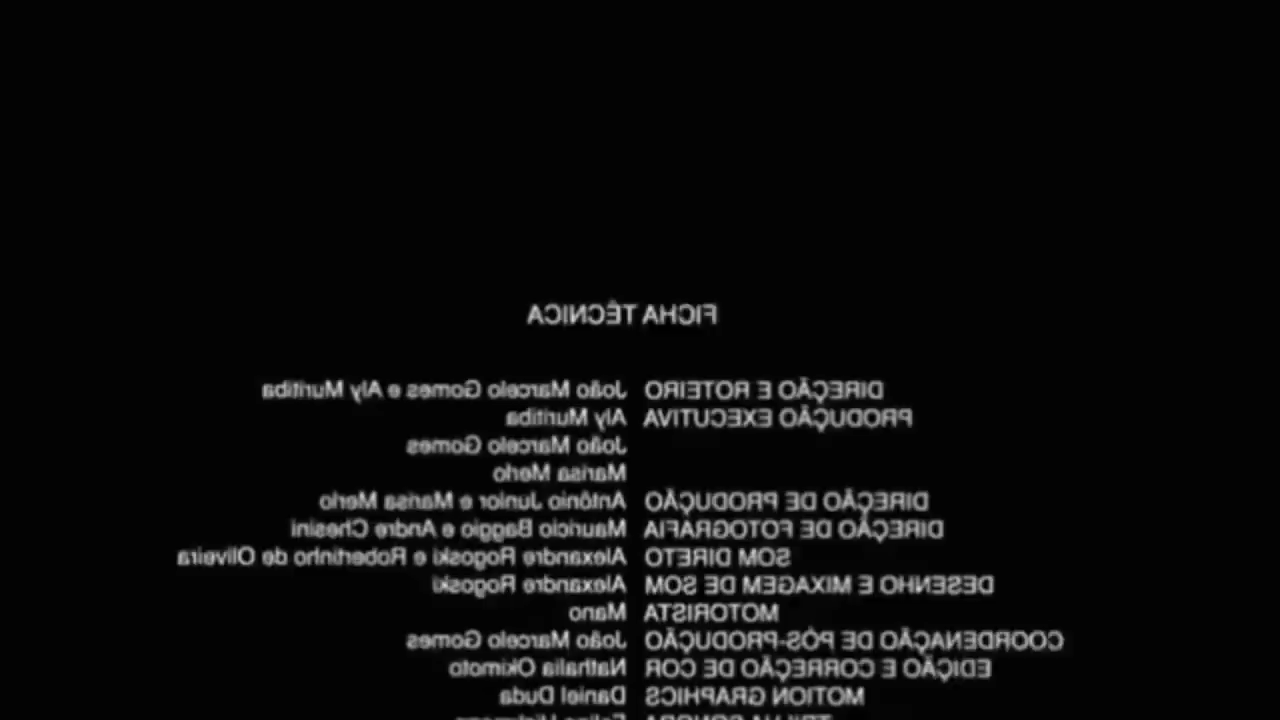 FICHA TÉCNICA
DIREÇÃO E ROTEIRO João Marcelo Gomes e Aly Muritiba
PRODUÇÃO EXECUTIVA Aly Muritiba
João Marcelo Gomes
Marisa Merlo
DIREÇÃO DE PRODUÇÃO Antônio Junior e Marisa Merlo
DIREÇÃO DE FOTOGRAFIA Mauricio Baggio e Andre Chesini
SOM DIRETO Alexandre Rogoski e Robertinho de Oliveira
DESENHO E MIXAGEM DE SOM Alexandre Rogoski
MOTORISTA Mano
COORDENAÇÃO DE PÓS-PRODUÇÃO João Marcelo Gomes
EDIÇÃO E CORREÇÃO DE COR Nathalia Okimoto
MOTION GRAPHICS Daniel Duda